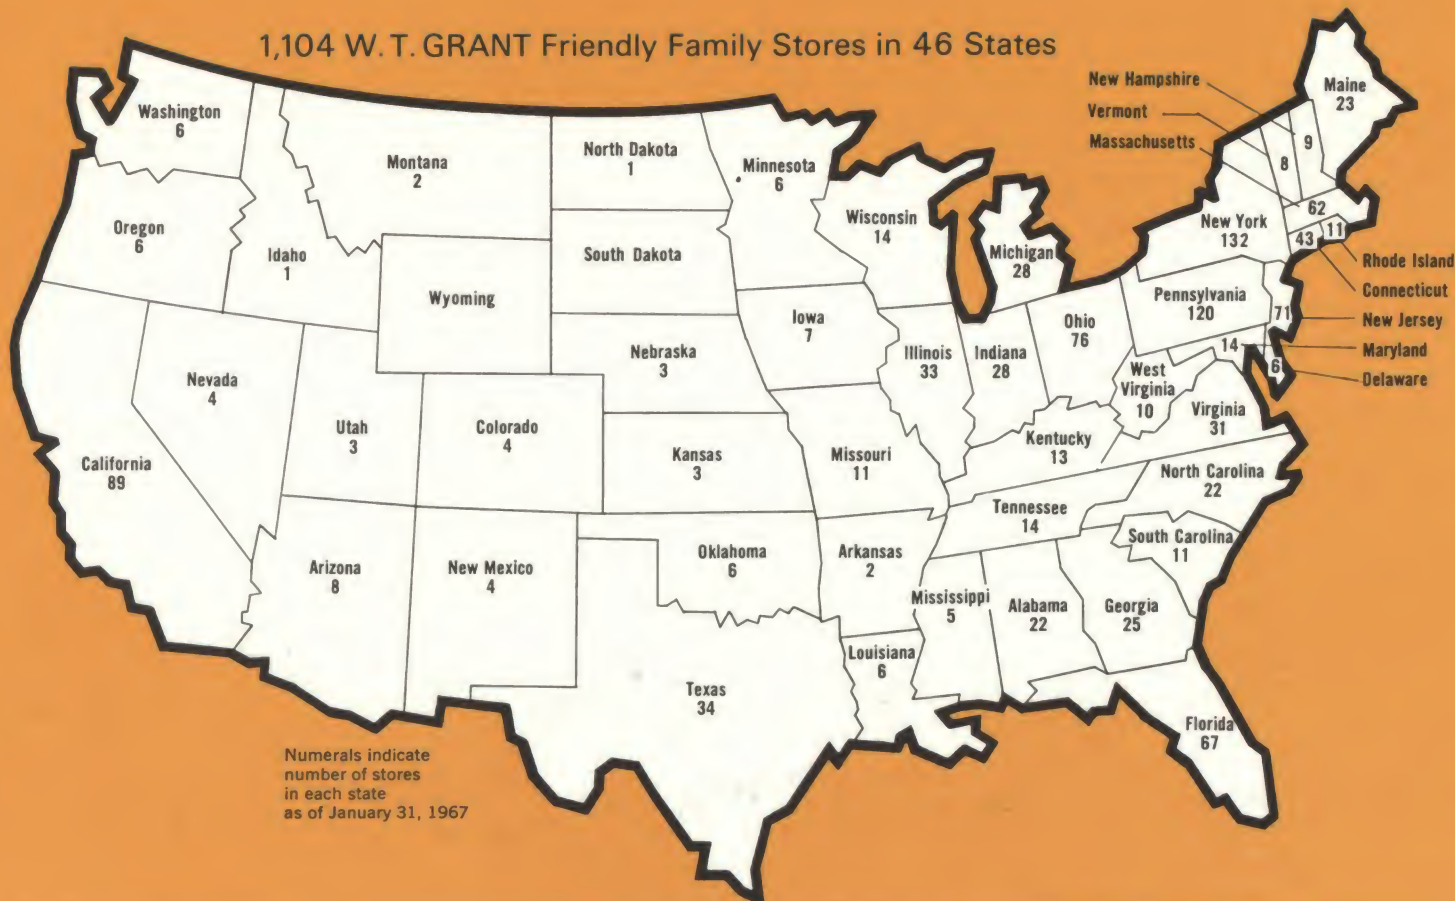 1,104 W. T. GRANT Friendly Family Stores in 46 States
New Hampshire
Vermont
Massachusetts
Maine
23
9
8
62
Washington
6
Montana
2
North Dakota
1
Minnesota
6
Wisconsin
14
Michigan
28
New York
132
43
11
Rhode Island
Connecticut
New Jersey
Maryland
Delaware
Oregon
6
Idaho
1
Wyoming
South Dakota
Iowa
7
Nebraska
3
Illinois
33
Indiana
28
Ohio
76
Pennsylvania
120
71
14
6
West
Virginia
10
Virginia
31
Nevada
4
Utah
3
Colorado
4
Kansas
3
Missouri
11
Kentucky
13
California
89
North Carolina
22
Tennessee
14
South Carolina
11
Arizona
8
New Mexico
4
Oklahoma
6
Arkansas
2
Mississippi
5
Alabama
22
Georgia
25
Louisiana
6
Texas
34
Florida
67
Numerals indicate
number of stores
in each state
as of January 31, 1967